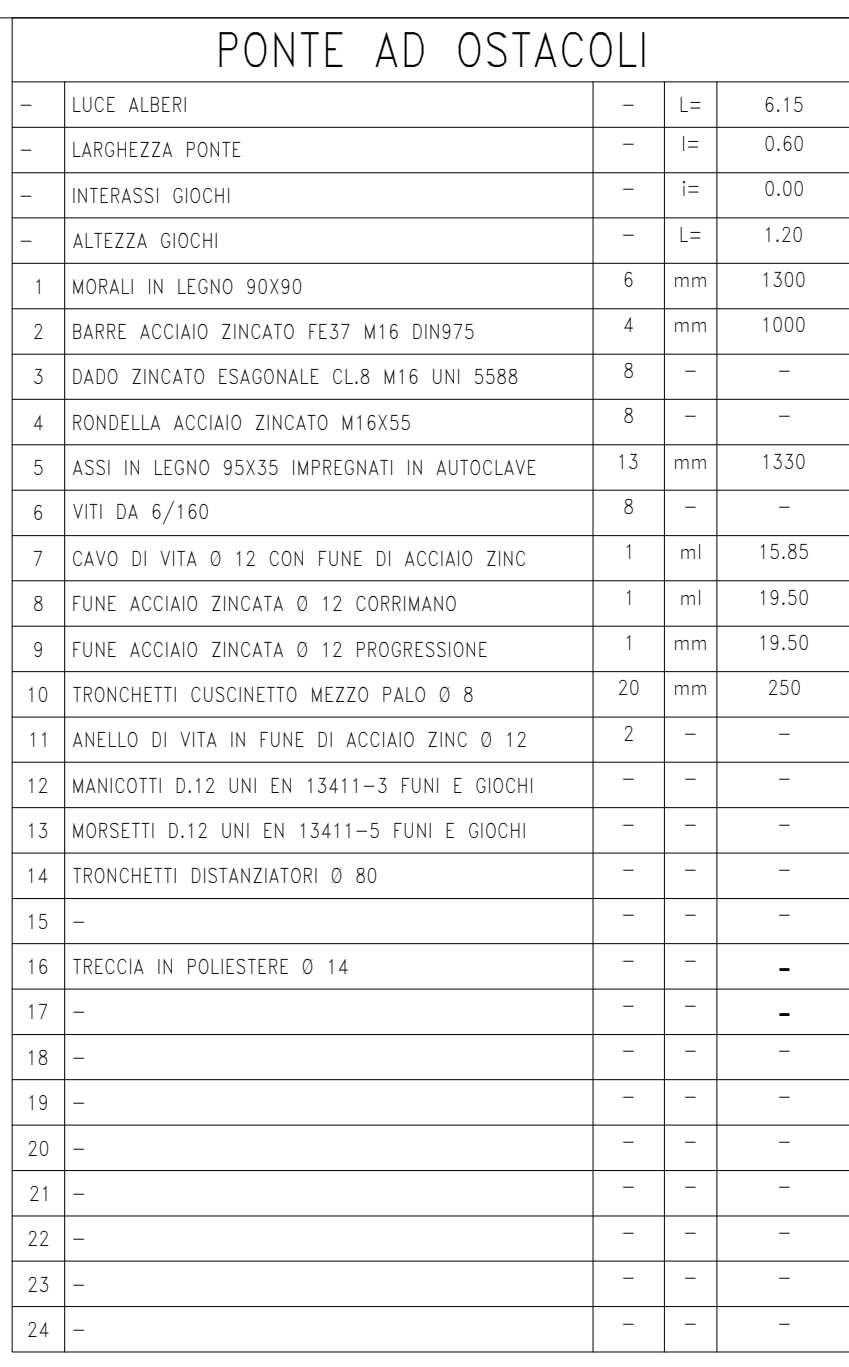 PONTE AD OSTACOLI
- LUCE ALBERI - L= 6.15
- LARGHEZZA PONTE - l= 0.60
- INTERASSI GIOCHI - i= 0.00
- ALTEZZA GIOCHI - L= 1.20
1 MORALI IN LEGNO 90X90 6 mm 1300
2 BARRE ACCIAIO ZINCATO FE37 M16 DIN975 4 mm 1000
3 DADO ZINCATO ESAGONALE CL.8 M16 UNI 5588 8 - -
4 RONDELLA ACCIAIO ZINCATO M16X55 8 - -
5 ASSI IN LEGNO 95X35 IMPREGNATI IN AUTOCLAVE 13 mm 1330
6 VITI DA 6/160 8 - -
7 CAVO DI VITA Ø 12 CON FUNE DI ACCIAIO ZINC 1 ml 15.85
8 FUNE ACCIAIO ZINCATA Ø 12 CORRIMANO 1 ml 19.50
9 FUNE ACCIAIO ZINCATA Ø 12 PROGRESSIONE 1 mm 19.50
10 TRONCHETTI CUSCINETTO MEZZO PALO Ø 8 20 mm 250
11 ANELLO DI VITA IN FUNE DI ACCIAIO ZINC Ø 12 2 - -
12 MANICOTTI D.12 UNI EN 13411-3 FUNI E GIOCHI - - -
13 MORSETTI D.12 UNI EN 13411-5 FUNI E GIOCHI - - -
14 TRONCHETTI DISTANZIATORI Ø 80 - - -
15 - - - -
16 TRECCIA IN POLIESTERE Ø 14 - - -
17 - - - -
18 - - - -
19 - - - -
20 - - - -
21 - - - -
22 - - - -
23 - - - -
24 - - - -